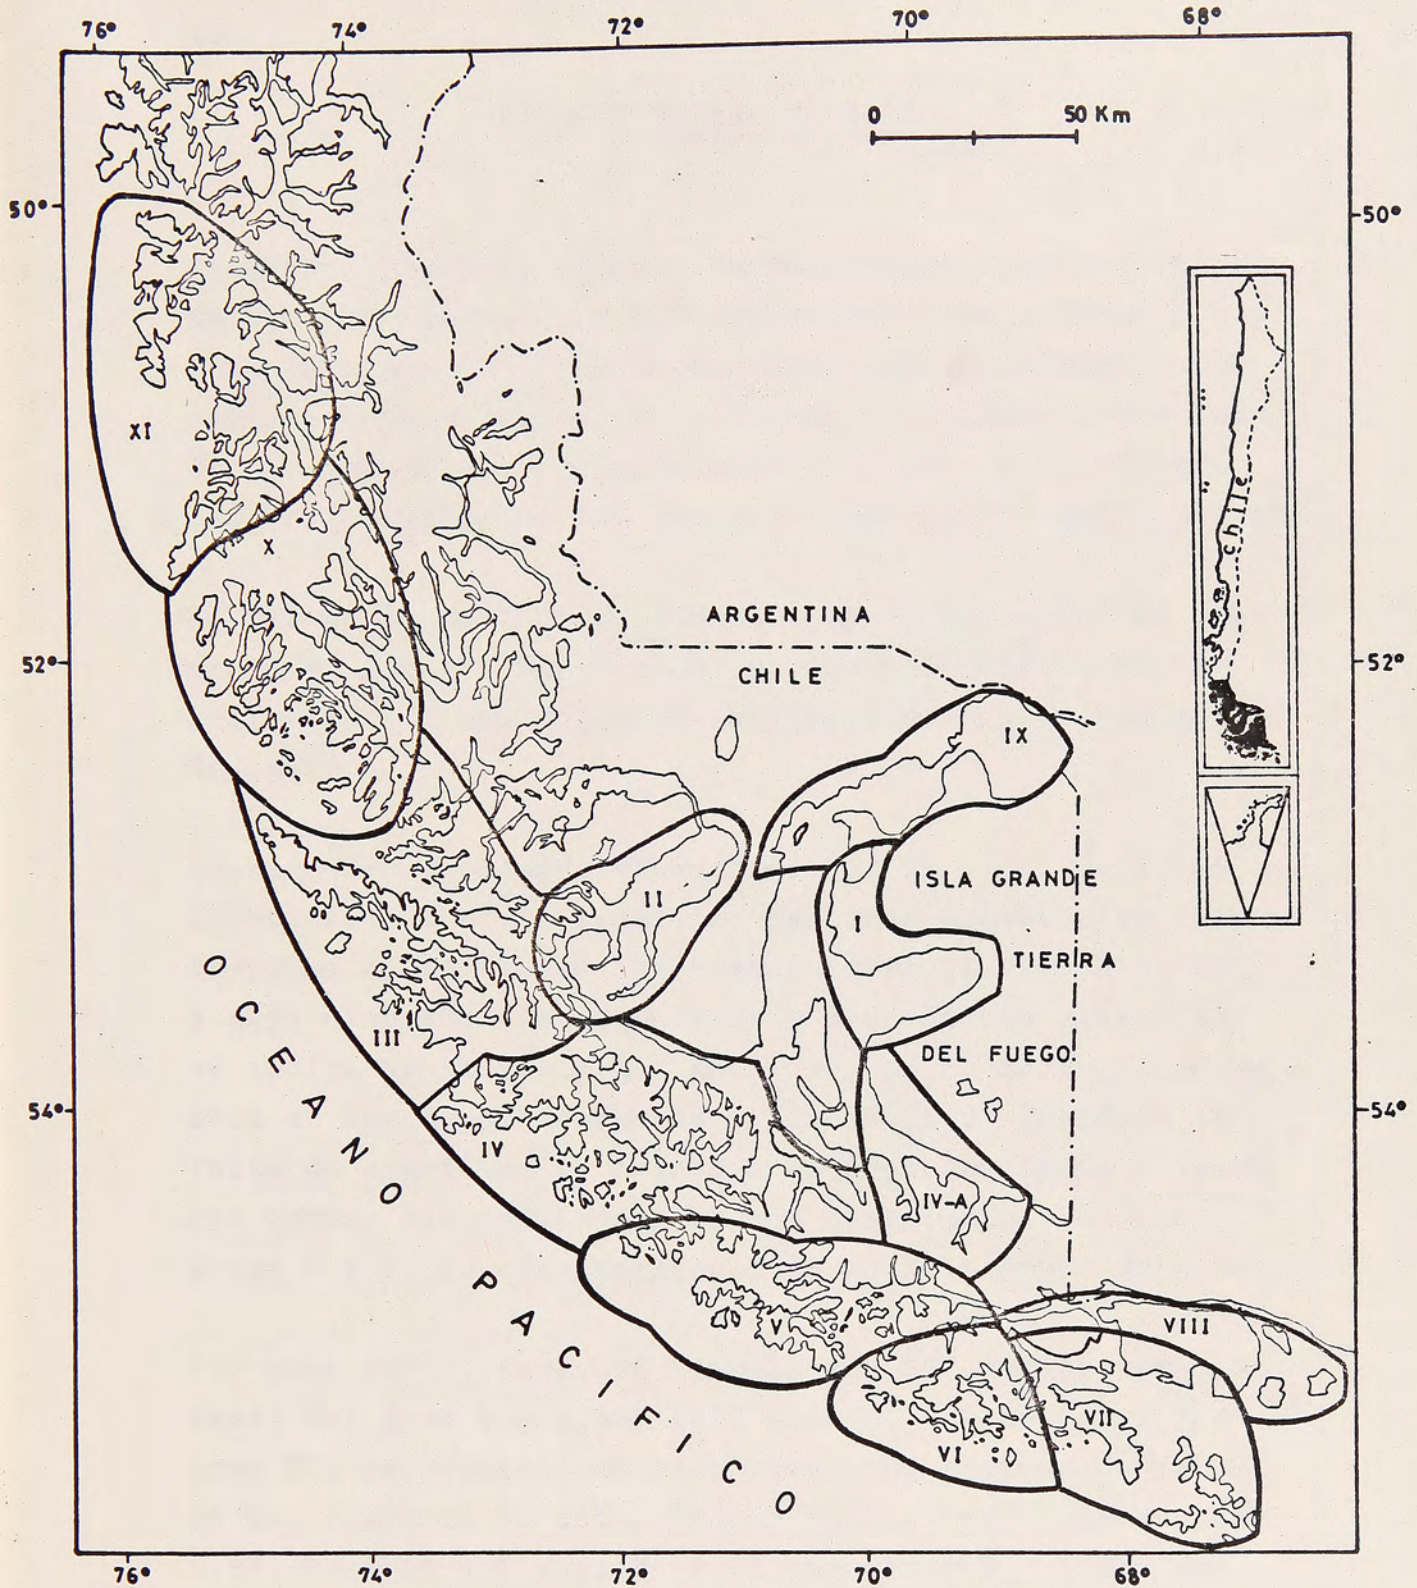 76° 74° 72° 70° 68°
0 50 Km
50° 50°
XI
chile
X
ARGENTINA
52° 52°
CHILE
IX
ISLA GRANDE
II
I
TIERRA
III
DEL FUEGO
54° 54°
IV
IV-A
OCEANO PACIFICO
V
VIII
VII
VI
76° 74° 72° 70° 68°